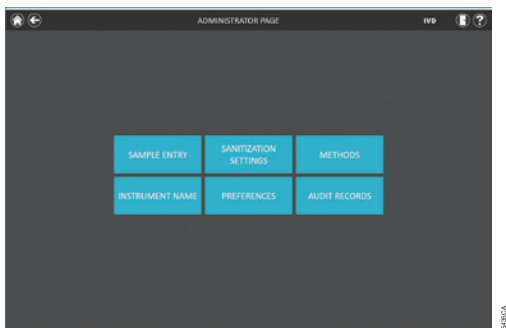 ADMINISTRATOR PAGE
IVD
?
SAMPLE ENTRY
SANITIZATION
SETTINGS
METHODS
INSTRUMENT NAME
PREFERENCES
AUDIT RECORDS